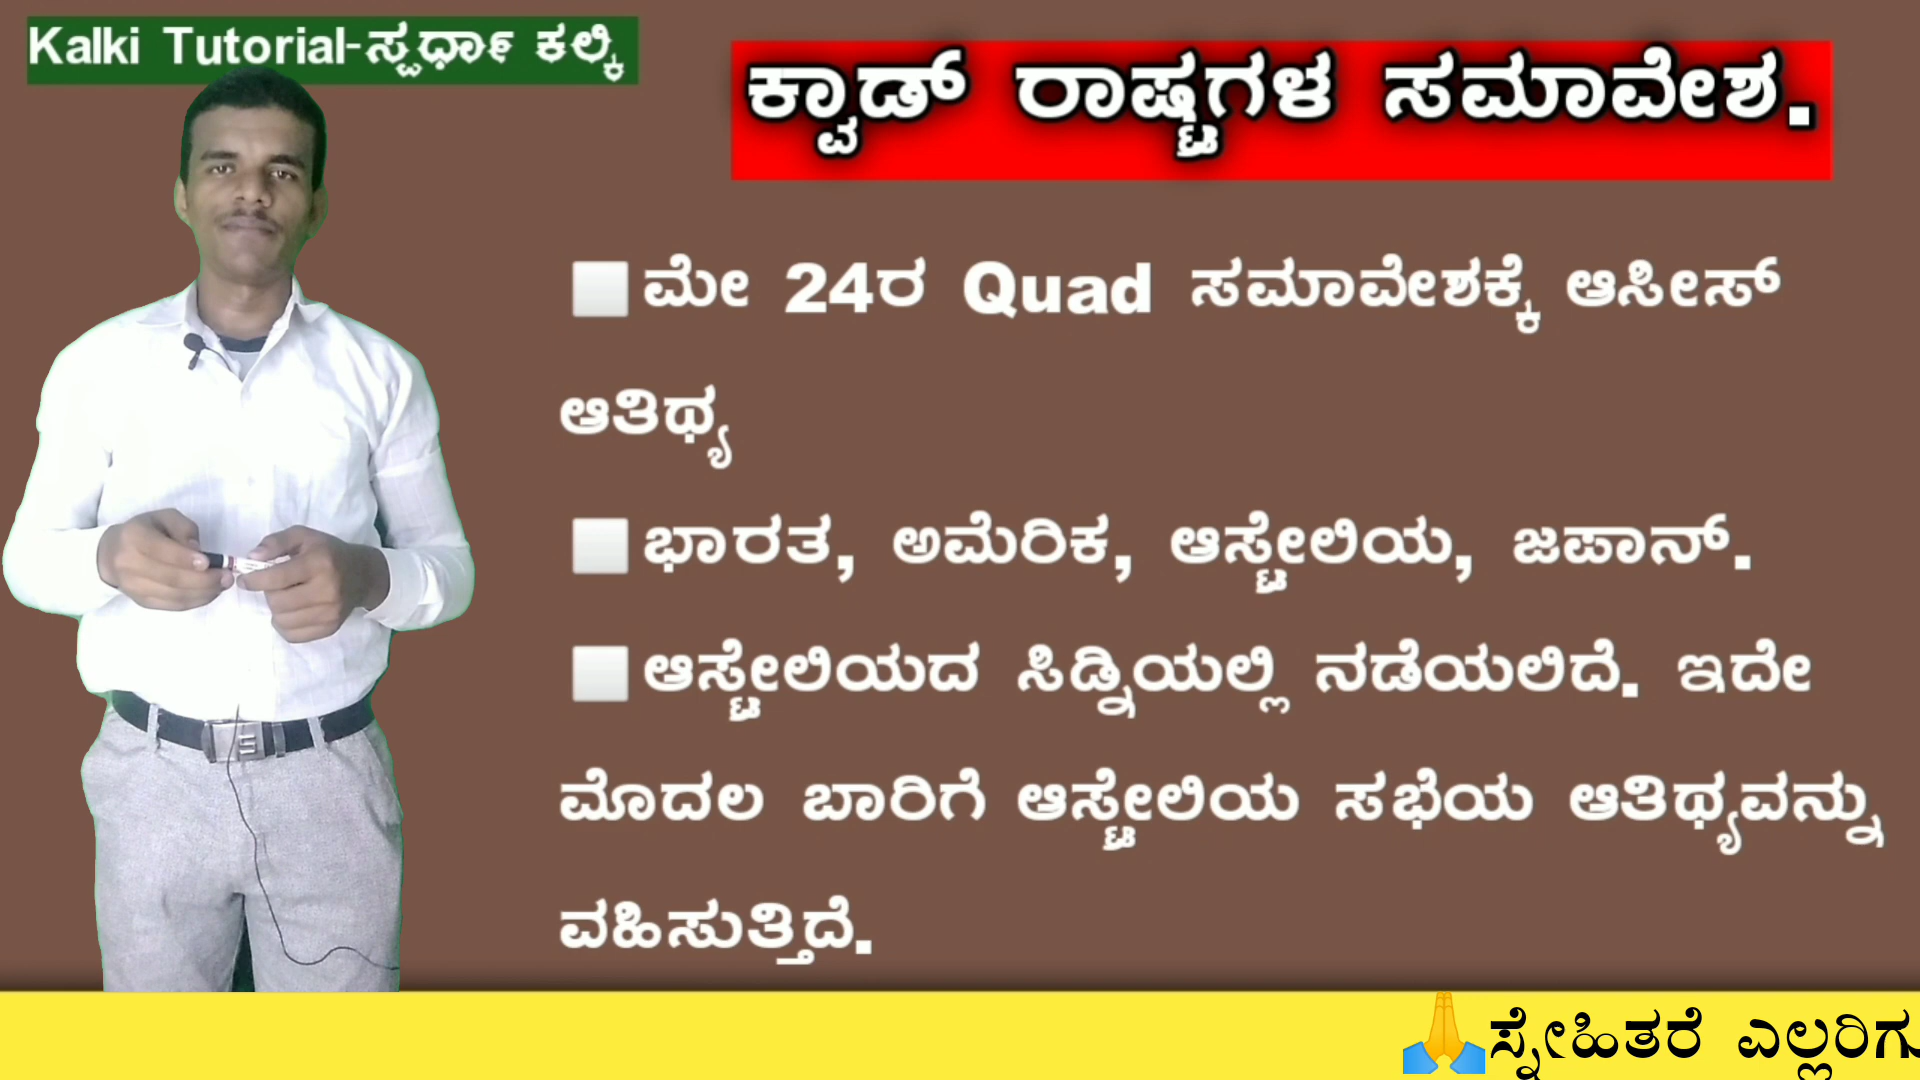 Kalki Tutorial-ಸ್ಪರ್ಧಾ ಕಲ್ಕಿ
ಕ್ವಾಡ್ ರಾಷ್ಟ್ರಗಳ ಸಮಾವೇಶ.
⬜ಮೇ 24ರ Quad ಸಮಾವೇಶಕ್ಕೆ ಆಸೀಸ್
ಆತಿಥ್ಯ
⬜ಭಾರತ, ಅಮೆರಿಕ, ಆಸ್ಟ್ರೇಲಿಯ, ಜಪಾನ್.
⬜ಆಸ್ಟ್ರೇಲಿಯದ ಸಿಡ್ನಿಯಲ್ಲಿ ನಡೆಯಲಿದೆ. ಇದೇ
ಮೊದಲ ಬಾರಿಗೆ ಆಸ್ಟ್ರೇಲಿಯ ಸಭೆಯ ಆತಿಥ್ಯವನ್ನು
ವಹಿಸುತ್ತಿದೆ.
🙏ಸ್ನೇಹಿತರೆ ಎಲ್ಲರಿಗು